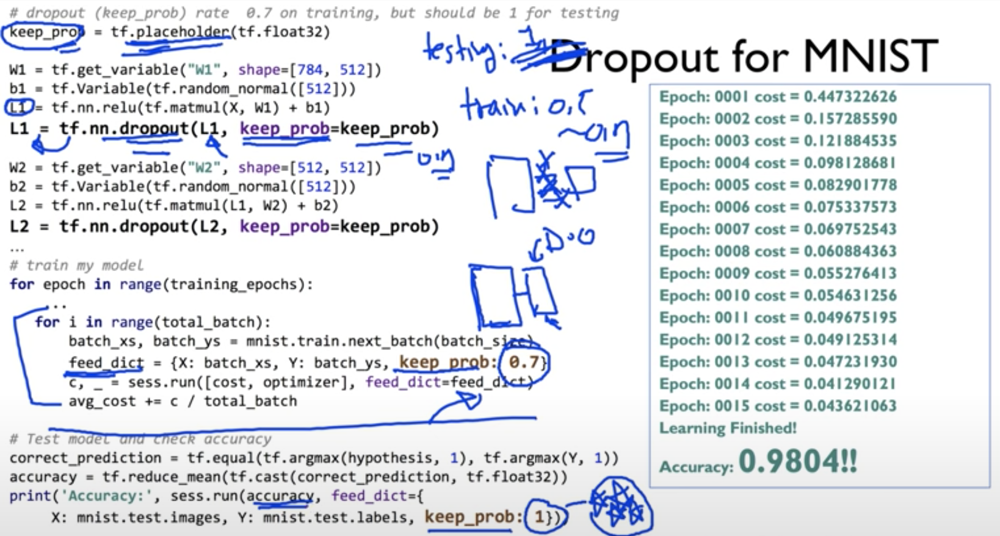 # dropout (keep_prob) rate  0.7 on training, but should be 1 for testing
keep_prob = tf.placeholder(tf.float32)
W1 = tf.get_variable("W1", shape=[784, 512])
b1 = tf.Variable(tf.random_normal([512]))
L1 = tf.nn.relu(tf.matmul(X, W1) + b1)
L1 = tf.nn.dropout(L1, keep_prob=keep_prob)
W2 = tf.get_variable("W2", shape=[512, 512])
b2 = tf.Variable(tf.random_normal([512]))
L2 = tf.nn.relu(tf.matmul(L1, W2) + b2)
L2 = tf.nn.dropout(L2, keep_prob=keep_prob)
...
# train my model
for epoch in range(training_epochs):
...
for i in range(total_batch):
batch_xs, batch_ys = mnist.train.next_batch(batch_size)
feed_dict = {X: batch_xs, Y: batch_ys, keep_prob: 0.7}
c, _ = sess.run([cost, optimizer], feed_dict=feed_dict)
avg_cost += c / total_batch
# Test model and check accuracy
correct_prediction = tf.equal(tf.argmax(hypothesis, 1), tf.argmax(Y, 1))
accuracy = tf.reduce_mean(tf.cast(correct_prediction, tf.float32))
print('Accuracy:', sess.run(accuracy, feed_dict={
X: mnist.test.images, Y: mnist.test.labels, keep_prob: 1}))
testing: 1
train: 0.5
Dropout for MNIST
Epoch: 0001 cost = 0.447322626
Epoch: 0002 cost = 0.157285590
Epoch: 0003 cost = 0.121884535
Epoch: 0004 cost = 0.098128681
Epoch: 0005 cost = 0.082901778
Epoch: 0006 cost = 0.075337573
Epoch: 0007 cost = 0.069752543
Epoch: 0008 cost = 0.060884363
Epoch: 0009 cost = 0.055276413
Epoch: 0010 cost = 0.054631256
Epoch: 0011 cost = 0.049675195
Epoch: 0012 cost = 0.049125314
Epoch: 0013 cost = 0.047231930
Epoch: 0014 cost = 0.041290121
Epoch: 0015 cost = 0.043621063
Learning Finished!
Accuracy: 0.9804!!